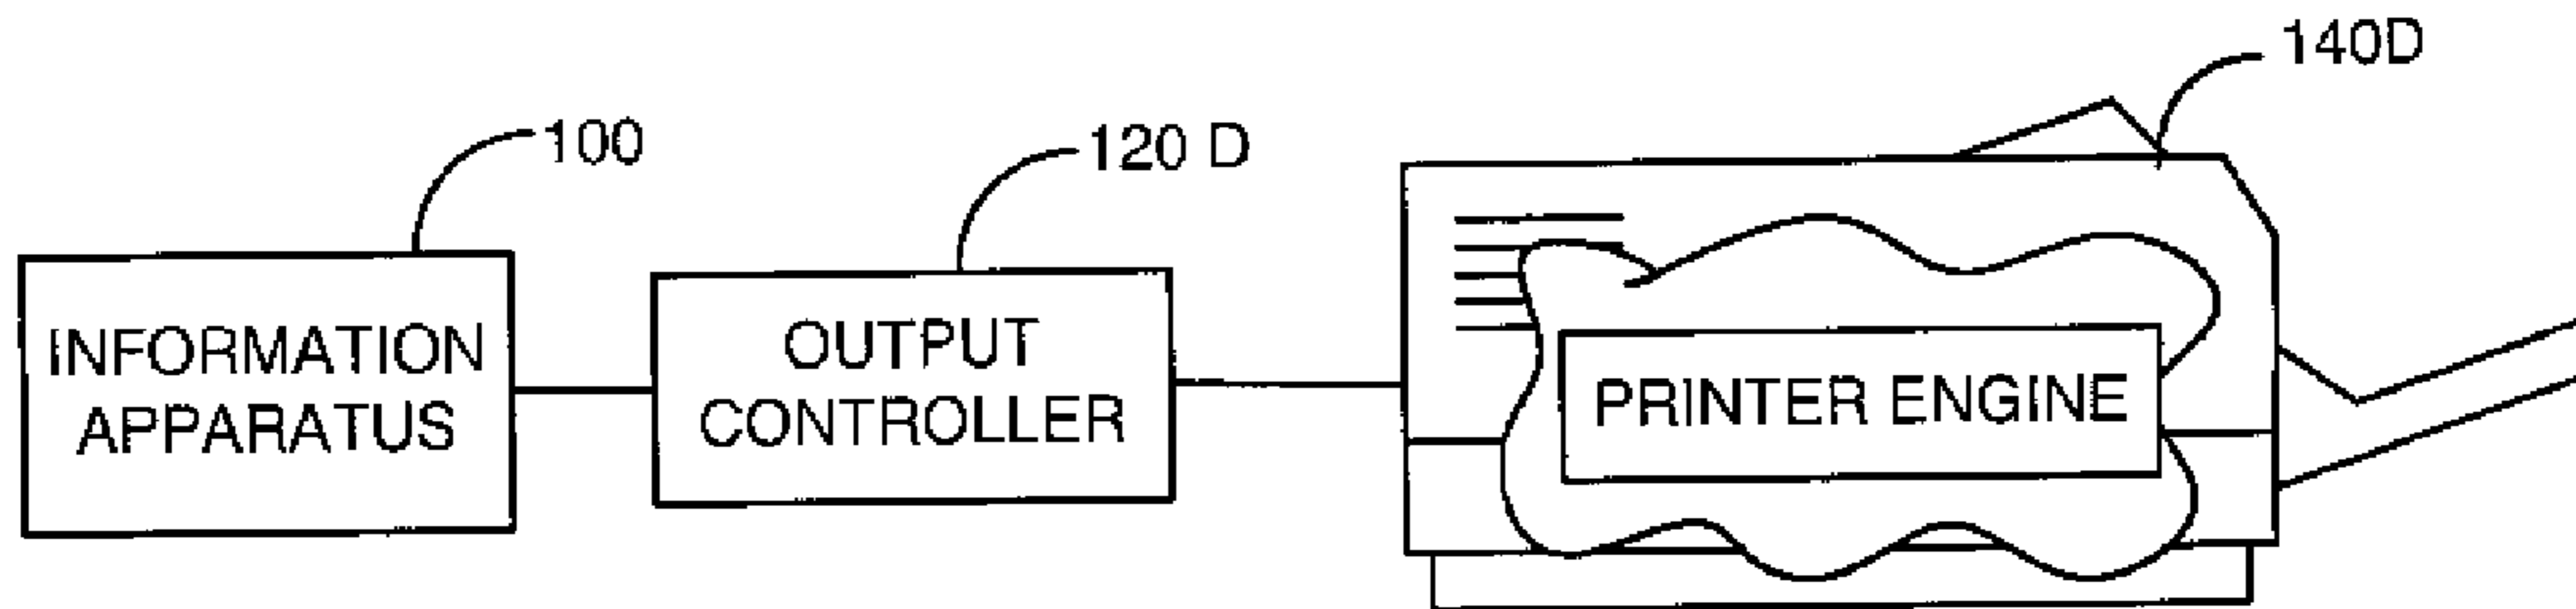 140D
100
120 D
INFORMATION
APPARATUS
OUTPUT
CONTROLLER
PRINTER ENGINE